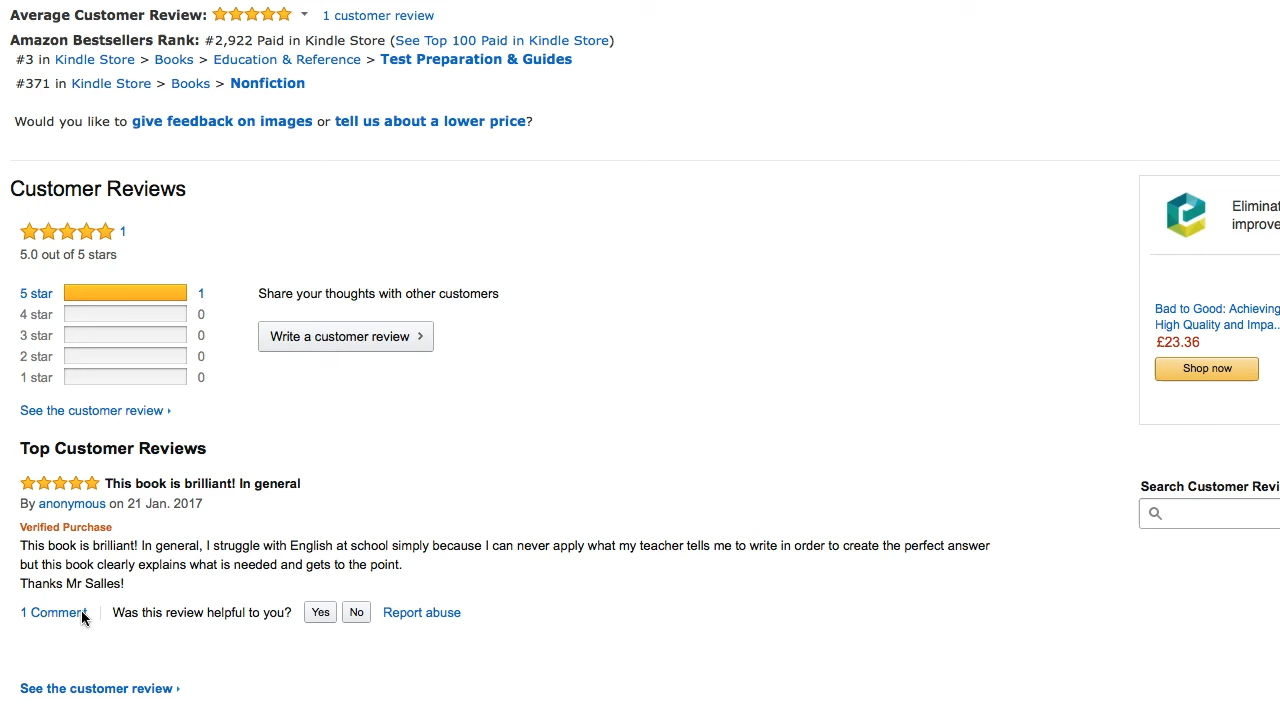 Average Customer Review: 1 customer review
Amazon Bestsellers Rank: #2,922 Paid in Kindle Store (See Top 100 Paid in Kindle Store)
#3 in Kindle Store > Books > Education & Reference > Test Preparation & Guides
#371 in Kindle Store > Books > Nonfiction
Would you like to give feedback on images or tell us about a lower price?
Customer Reviews
1
5.0 out of 5 stars
5 star 1
4 star 0
3 star 0
2 star 0
1 star 0
Share your thoughts with other customers
Write a customer review
See the customer review
Top Customer Reviews
This book is brilliant! In general
By anonymous on 21 Jan. 2017
Verified Purchase
This book is brilliant! In general, I struggle with English at school simply because I can never apply what my teacher tells me to write in order to create the perfect answer
but this book clearly explains what is needed and gets to the point.
Thanks Mr Salles!
1 Comment Was this review helpful to you? Yes No Report abuse
See the customer review
Eliminat
improve
Bad to Good: Achieving
High Quality and Impa...
£23.36
Shop now
Search Customer Revi